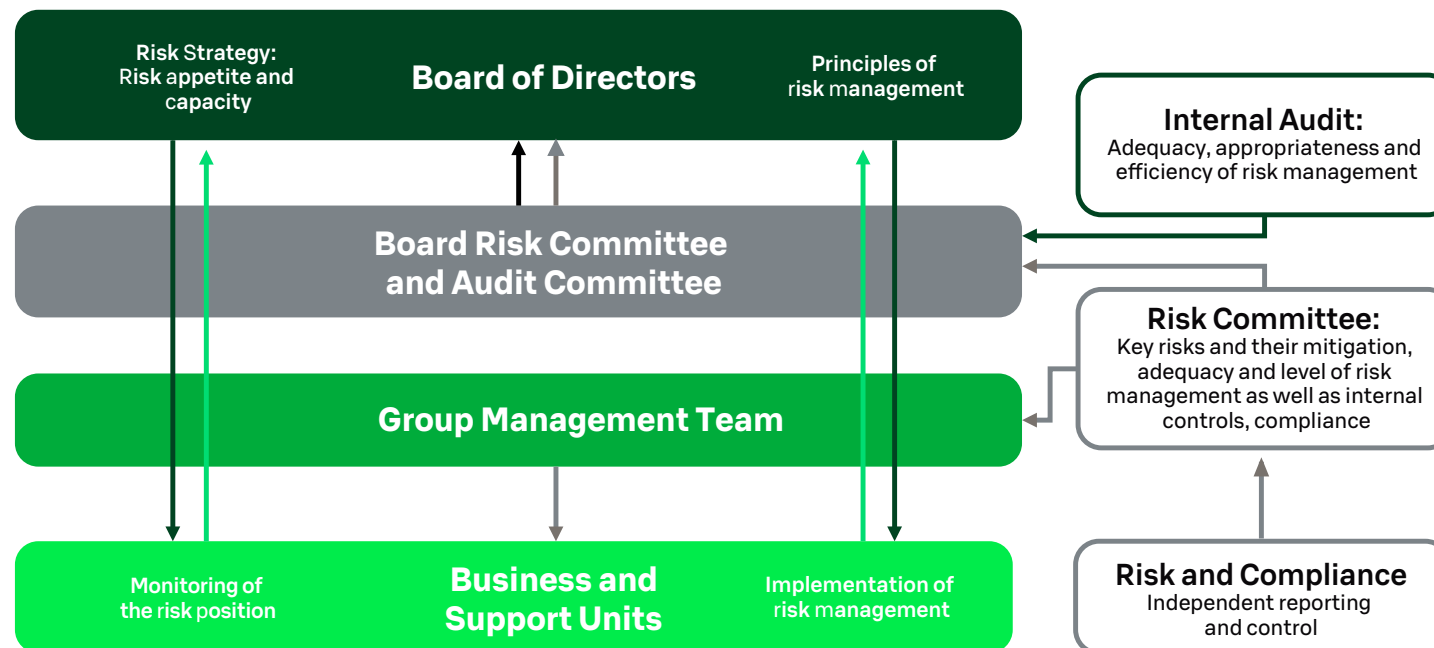 Risk Strategy:
Risk appetite and
capacity
Board of Directors
Principles of
risk management
Internal Audit:
Adequacy, appropriateness and
efficiency of risk management
Board Risk Committee
and Audit Committee
Risk Committee:
Key risks and their mitigation,
adequacy and level of risk
management as well as internal
controls, compliance
Group Management Team
Monitoring of
the risk position
Business and
Support Units
Implementation of
risk management
Risk and Compliance
Independent reporting
and control